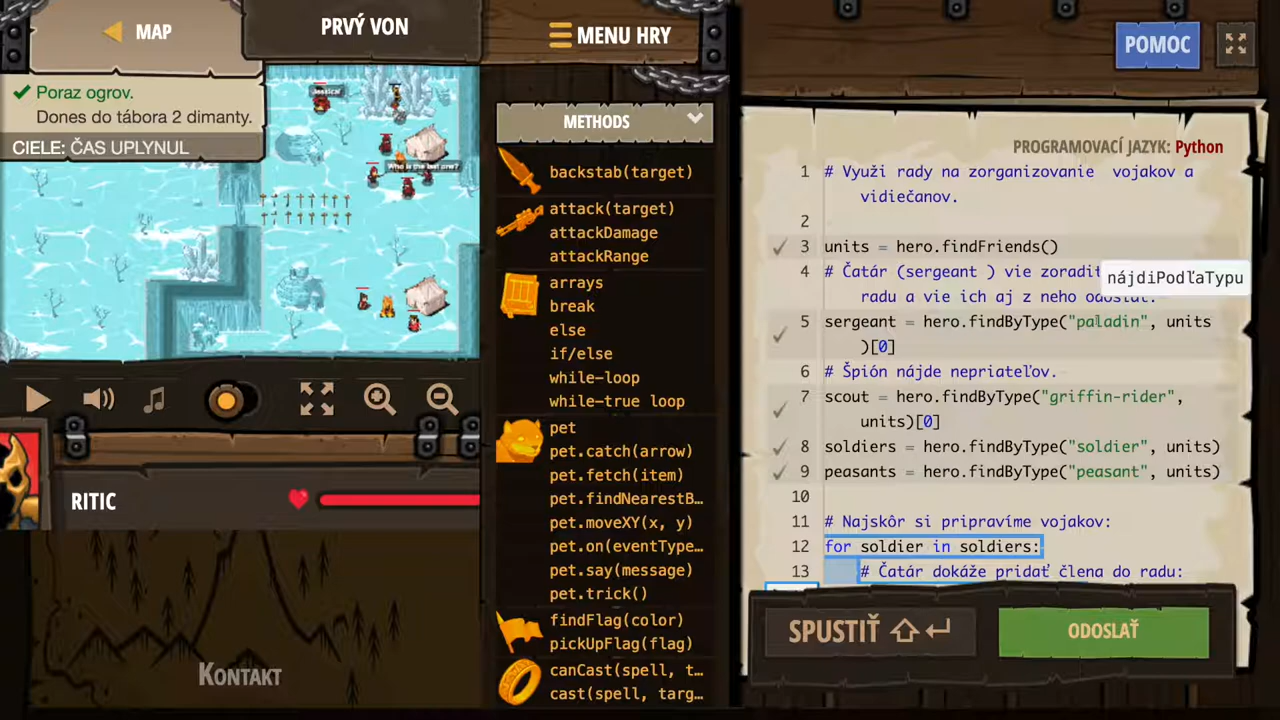 MAP
PRVÝ VON
MENU HRY
POMOC
Poraz ogrov.
Dones do tábora 2 dimanty.
CIELE: ČAS UPLYNUL
Jessica!
Who is the last one?
RITIC
KONTAKT
METHODS
backstab(target)
attack(target)
attackDamage
attackRange
arrays
break
else
if/else
while-loop
while-true loop
pet
pet.catch(arrow)
pet.fetch(item)
pet.findNearestB…
pet.moveXY(x, y)
pet.on(eventType…
pet.say(message)
pet.trick()
findFlag(color)
pickUpFlag(flag)
canCast(spell, t…
cast(spell, targ…
PROGRAMOVACÍ JAZYK: Python
1 # Využi rady na zorganizovanie vojakov a
vidiečanov.
2
3 units = hero.findFriends()
4 # Čatár (sergeant ) vie zoradiť
nájdiPodľaTypu
radu a vie ich aj z neho odoslať.
5 sergeant = hero.findByType("paladin", units
)[0]
6 # Špión nájde nepriateľov.
7 scout = hero.findByType("griffin-rider",
units)[0]
8 soldiers = hero.findByType("soldier", units)
9 peasants = hero.findByType("peasant", units)
10
11 # Najskôr si pripravíme vojakov:
12 for soldier in soldiers:
13 # Čatár dokáže pridať člena do radu:
SPUSTIŤ
ODOSLAŤ